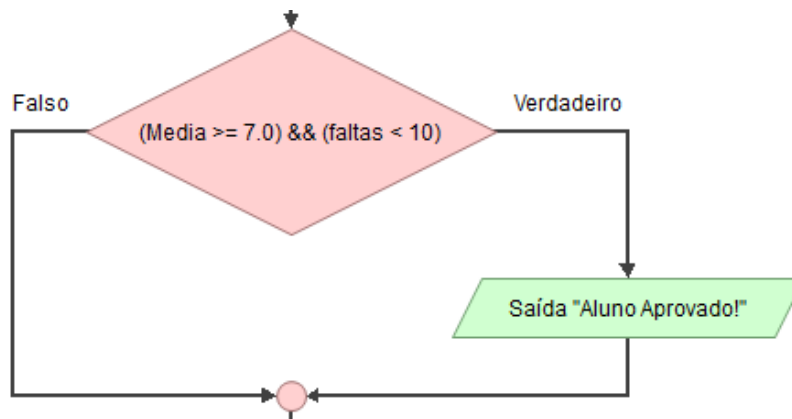 Falso
Verdadeiro
(Media >= 7.0) && (faltas < 10)
Saída "Aluno Aprovado!"